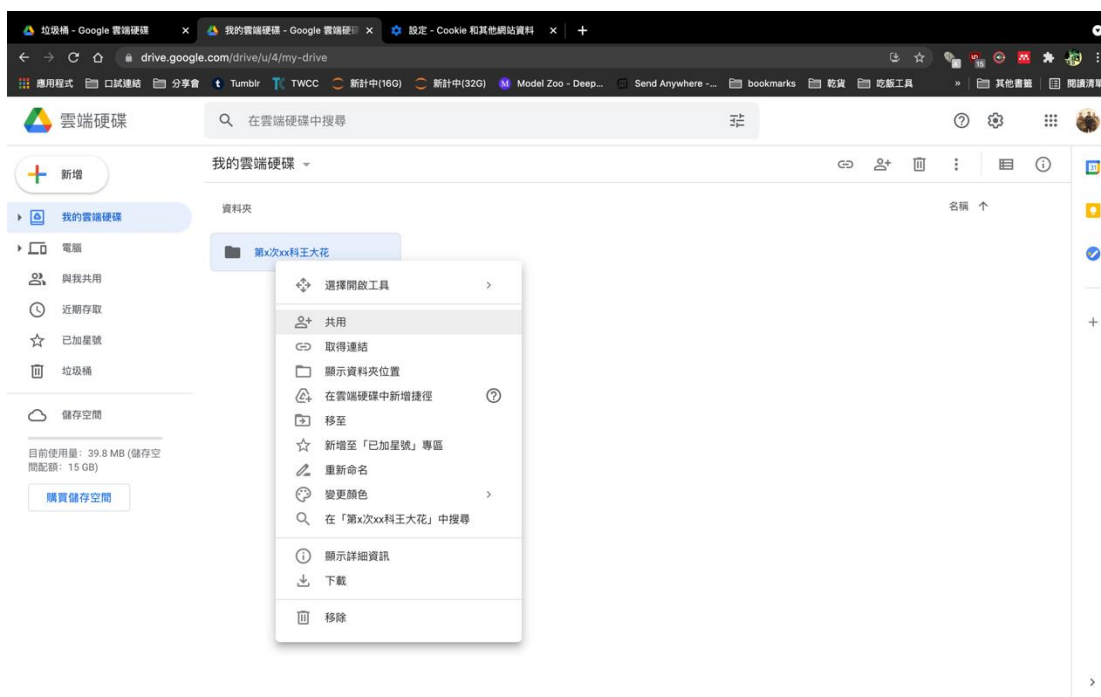 垃圾桶 - Google 雲端硬碟
我的雲端硬碟 - Google 雲端硬碟
設定 - Cookie 和其他網站資料
drive.google.com/drive/u/4/my-drive
應用程式 口試連結 分享會 Tumblr TWCC 新計中(16G) 新計中(32G) Model Zoo - Deep... Send Anywhere -... bookmarks 乾貨 吃飯工具 » 其他書籤 閱讀清單
雲端硬碟
在雲端硬碟中搜尋
新增
我的雲端硬碟
電腦
與我共用
近期存取
已加星號
垃圾桶
儲存空間
目前使用量：39.8 MB (儲存空
間配額：15 GB)
購買儲存空間
我的雲端硬碟
資料夾
名稱
第x次xx科王大花
選擇開啟工具
共用
取得連結
顯示資料夾位置
在雲端硬碟中新增捷徑
移至
新增至「已加星號」專區
重新命名
變更顏色
在「第x次xx科王大花」中搜尋
顯示詳細資訊
下載
移除